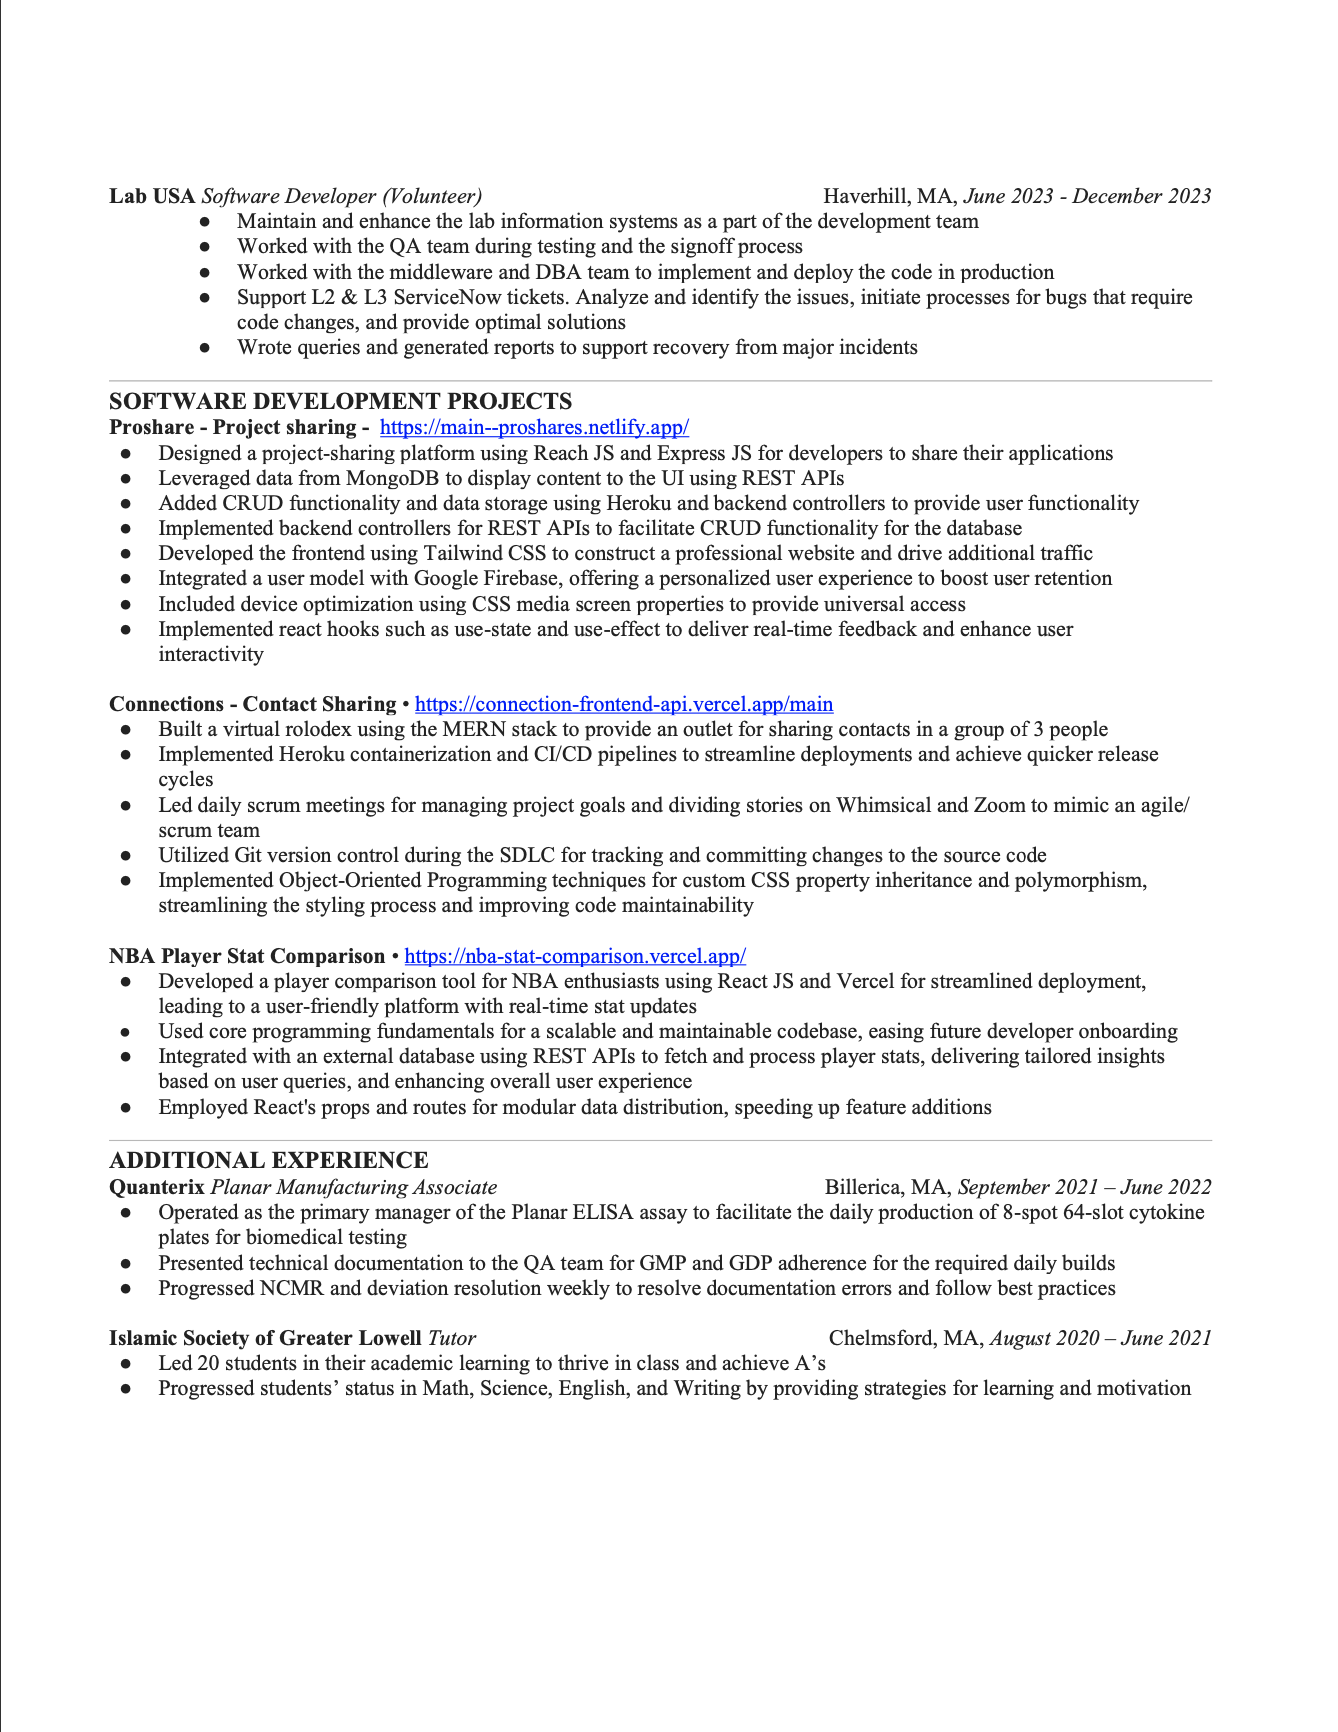 Lab USA Software Developer (Volunteer) Haverhill, MA, June 2023 - December 2023
● Maintain and enhance the lab information systems as a part of the development team
● Worked with the QA team during testing and the signoff process
● Worked with the middleware and DBA team to implement and deploy the code in production
● Support L2 & L3 ServiceNow tickets. Analyze and identify the issues, initiate processes for bugs that require
code changes, and provide optimal solutions
● Wrote queries and generated reports to support recovery from major incidents
SOFTWARE DEVELOPMENT PROJECTS
Proshare - Project sharing - https://main--proshares.netlify.app/
● Designed a project-sharing platform using Reach JS and Express JS for developers to share their applications
● Leveraged data from MongoDB to display content to the UI using REST APIs
● Added CRUD functionality and data storage using Heroku and backend controllers to provide user functionality
● Implemented backend controllers for REST APIs to facilitate CRUD functionality for the database
● Developed the frontend using Tailwind CSS to construct a professional website and drive additional traffic
● Integrated a user model with Google Firebase, offering a personalized user experience to boost user retention
● Included device optimization using CSS media screen properties to provide universal access
● Implemented react hooks such as use-state and use-effect to deliver real-time feedback and enhance user
interactivity
Connections - Contact Sharing • https://connection-frontend-api.vercel.app/main
● Built a virtual rolodex using the MERN stack to provide an outlet for sharing contacts in a group of 3 people
● Implemented Heroku containerization and CI/CD pipelines to streamline deployments and achieve quicker release
cycles
● Led daily scrum meetings for managing project goals and dividing stories on Whimsical and Zoom to mimic an agile/
scrum team
● Utilized Git version control during the SDLC for tracking and committing changes to the source code
● Implemented Object-Oriented Programming techniques for custom CSS property inheritance and polymorphism,
streamlining the styling process and improving code maintainability
NBA Player Stat Comparison • https://nba-stat-comparison.vercel.app/
● Developed a player comparison tool for NBA enthusiasts using React JS and Vercel for streamlined deployment,
leading to a user-friendly platform with real-time stat updates
● Used core programming fundamentals for a scalable and maintainable codebase, easing future developer onboarding
● Integrated with an external database using REST APIs to fetch and process player stats, delivering tailored insights
based on user queries, and enhancing overall user experience
● Employed React's props and routes for modular data distribution, speeding up feature additions
ADDITIONAL EXPERIENCE
Quanterix Planar Manufacturing Associate Billerica, MA, September 2021 – June 2022
● Operated as the primary manager of the Planar ELISA assay to facilitate the daily production of 8-spot 64-slot cytokine
plates for biomedical testing
● Presented technical documentation to the QA team for GMP and GDP adherence for the required daily builds
● Progressed NCMR and deviation resolution weekly to resolve documentation errors and follow best practices
Islamic Society of Greater Lowell Tutor Chelmsford, MA, August 2020 – June 2021
● Led 20 students in their academic learning to thrive in class and achieve A’s
● Progressed students’ status in Math, Science, English, and Writing by providing strategies for learning and motivation